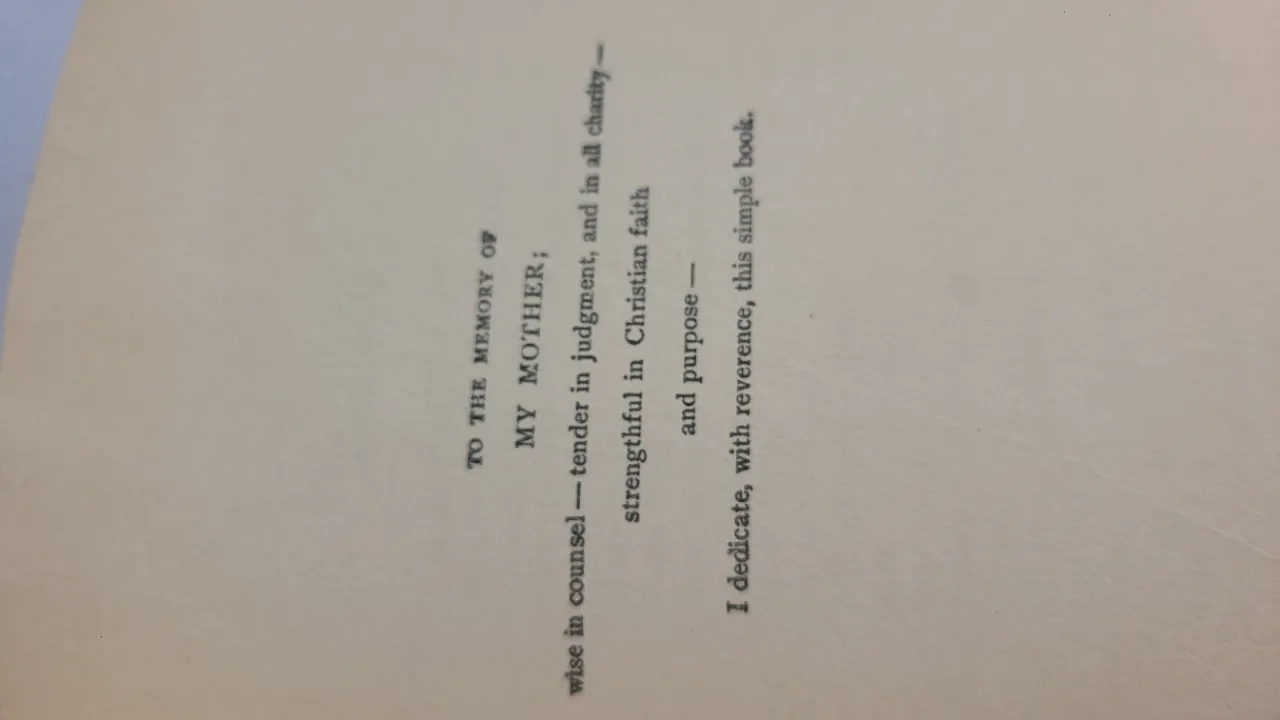 TO THE MEMORY OF
MY MOTHER;
wise in counsel — tender in judgment, and in all charity —
strengthful in Christian faith
and purpose —
I dedicate, with reverence, this simple book.